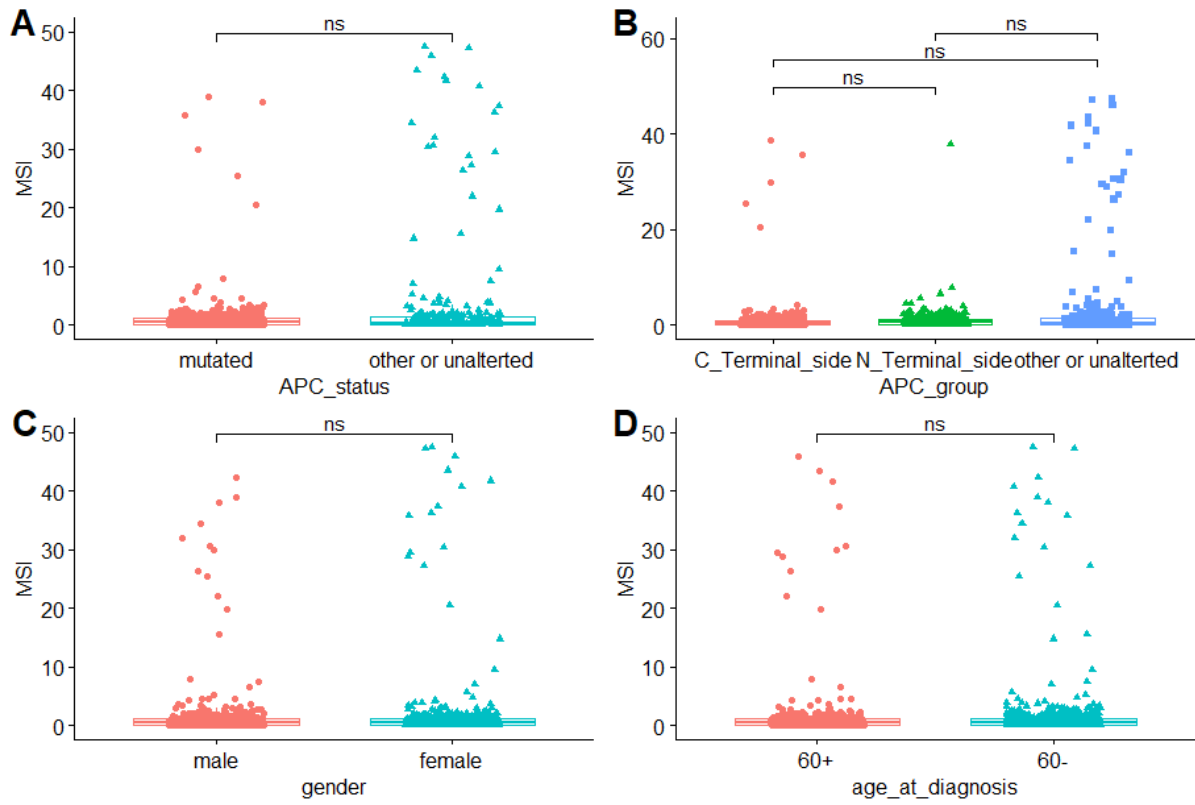 A
ns
50
40
30
20
10
0
MSI
mutated other or unalterted
APC_status
B
ns
ns
ns
60
40
20
0
MSI
C_Terminal_side N_Terminal_side other or unalterted
APC_group
C
ns
50
40
30
20
10
0
MSI
male female
gender
D
ns
50
40
30
20
10
0
MSI
60+ 60-
age_at_diagnosis